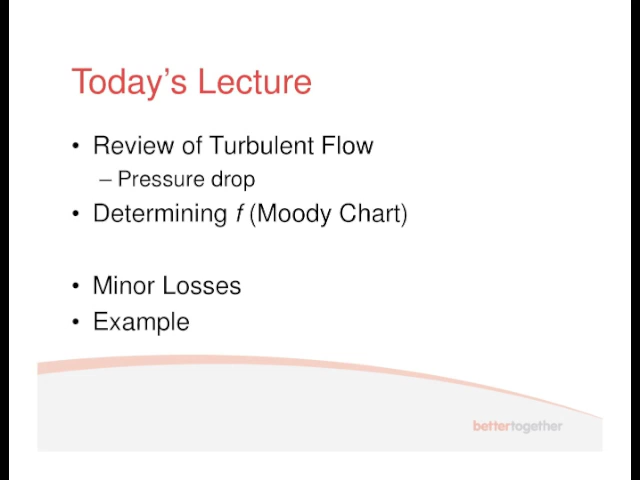 Today’s Lecture
• Review of Turbulent Flow
– Pressure drop
• Determining f (Moody Chart)
• Minor Losses
• Example
bettertogether